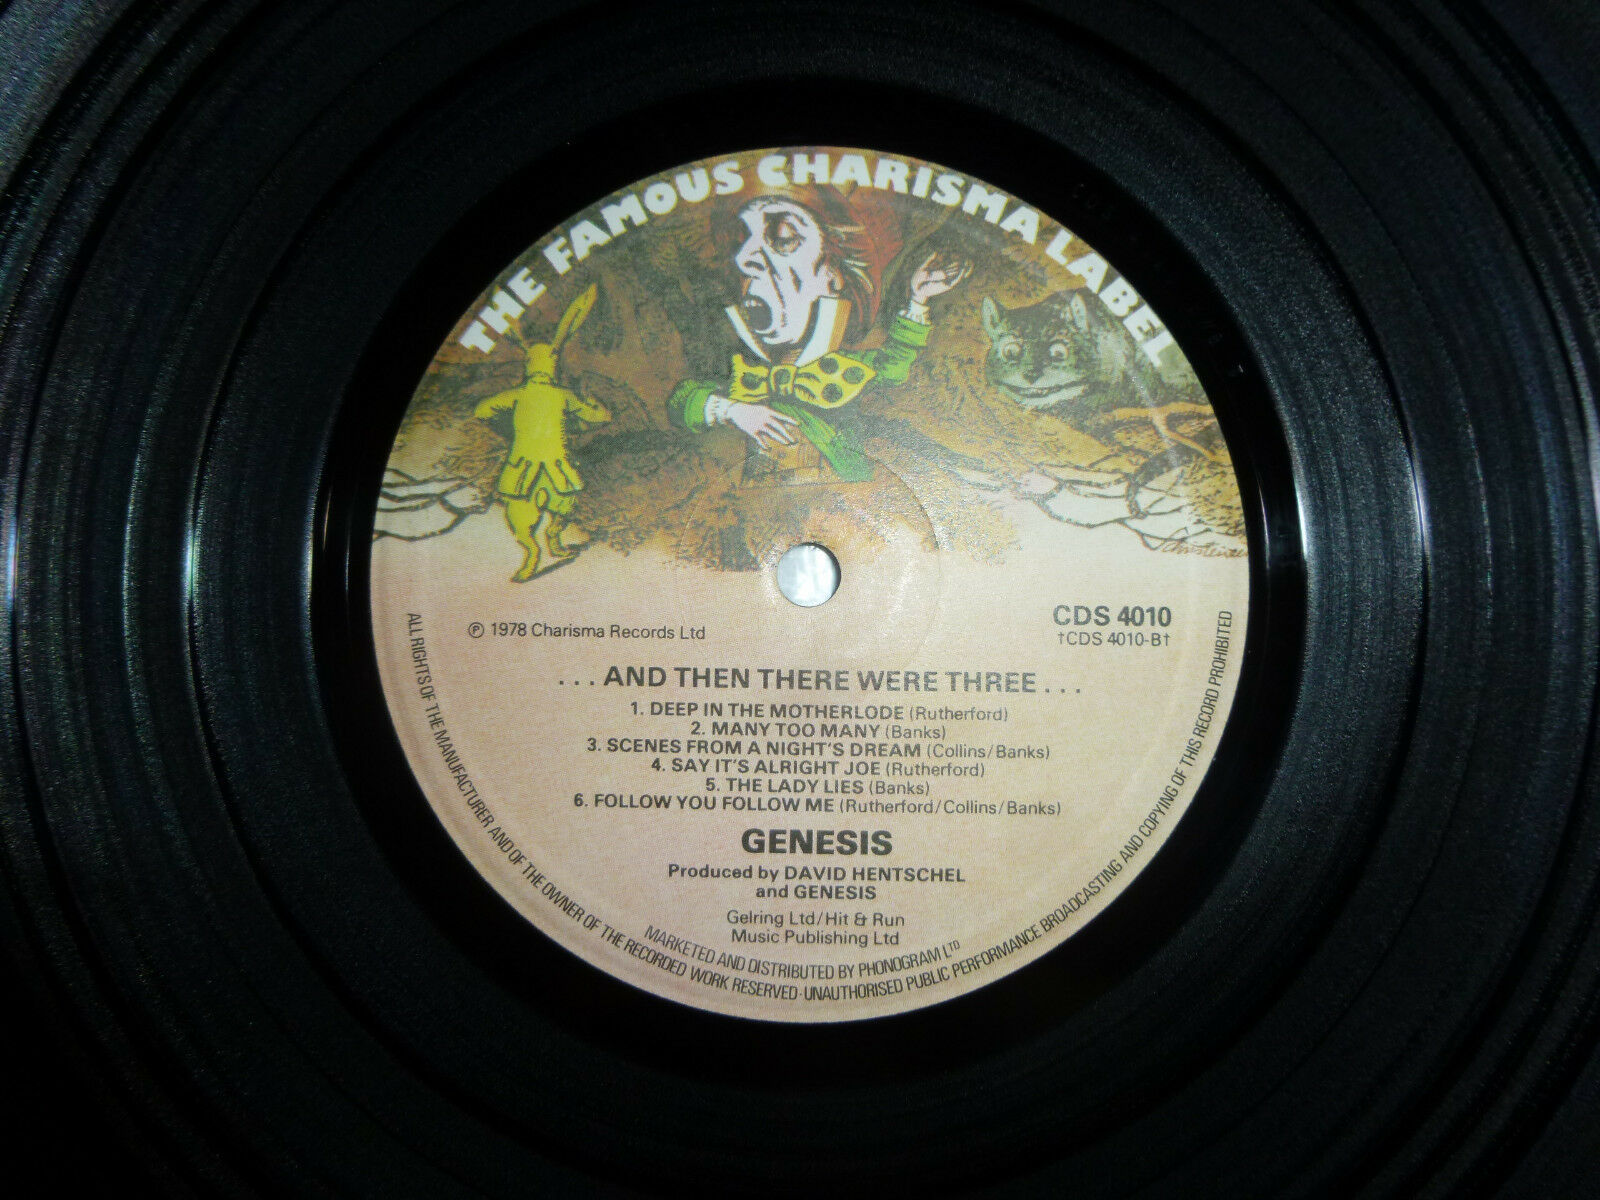 THE FAMOUS CHARISMA LABEL
℗ 1978 Charisma Records Ltd
CDS 4010
†CDS 4010-B†
...AND THEN THERE WERE THREE...
1. DEEP IN THE MOTHERLODE (Rutherford)
2. MANY TOO MANY (Banks)
3. SCENES FROM A NIGHT'S DREAM (Collins/Banks)
4. SAY IT'S ALRIGHT JOE (Rutherford)
5. THE LADY LIES (Banks)
6. FOLLOW YOU FOLLOW ME (Rutherford/Collins/Banks)
GENESIS
Produced by DAVID HENTSCHEL
and GENESIS
Gelring Ltd/Hit & Run
Music Publishing Ltd
MARKETED AND DISTRIBUTED BY PHONOGRAM LTD
ALL RIGHTS OF THE MANUFACTURER AND OF THE OWNER OF THE RECORDED WORK RESERVED·UNAUTHORISED PUBLIC PERFORMANCE BROADCASTING AND COPYING OF THIS RECORD PROHIBITED